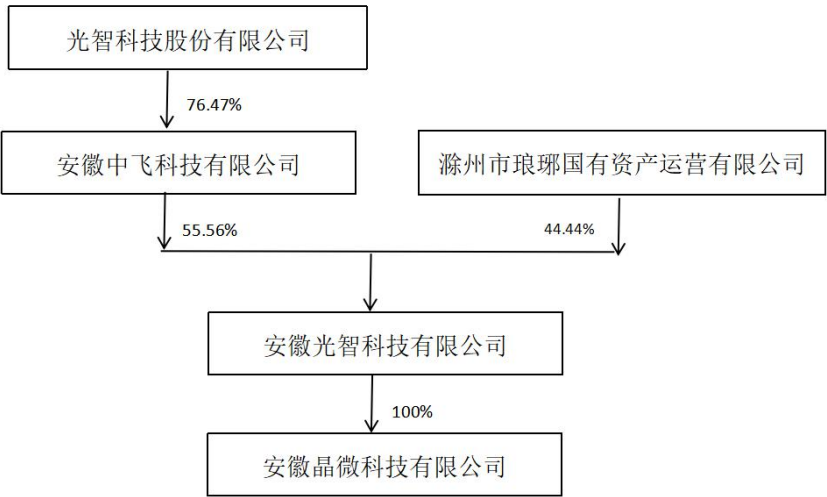 光智科技股份有限公司
76.47%
安徽中飞科技有限公司
滁州市琅琊国有资产运营有限公司
55.56%
44.44%
安徽光智科技有限公司
100%
安徽晶微科技有限公司